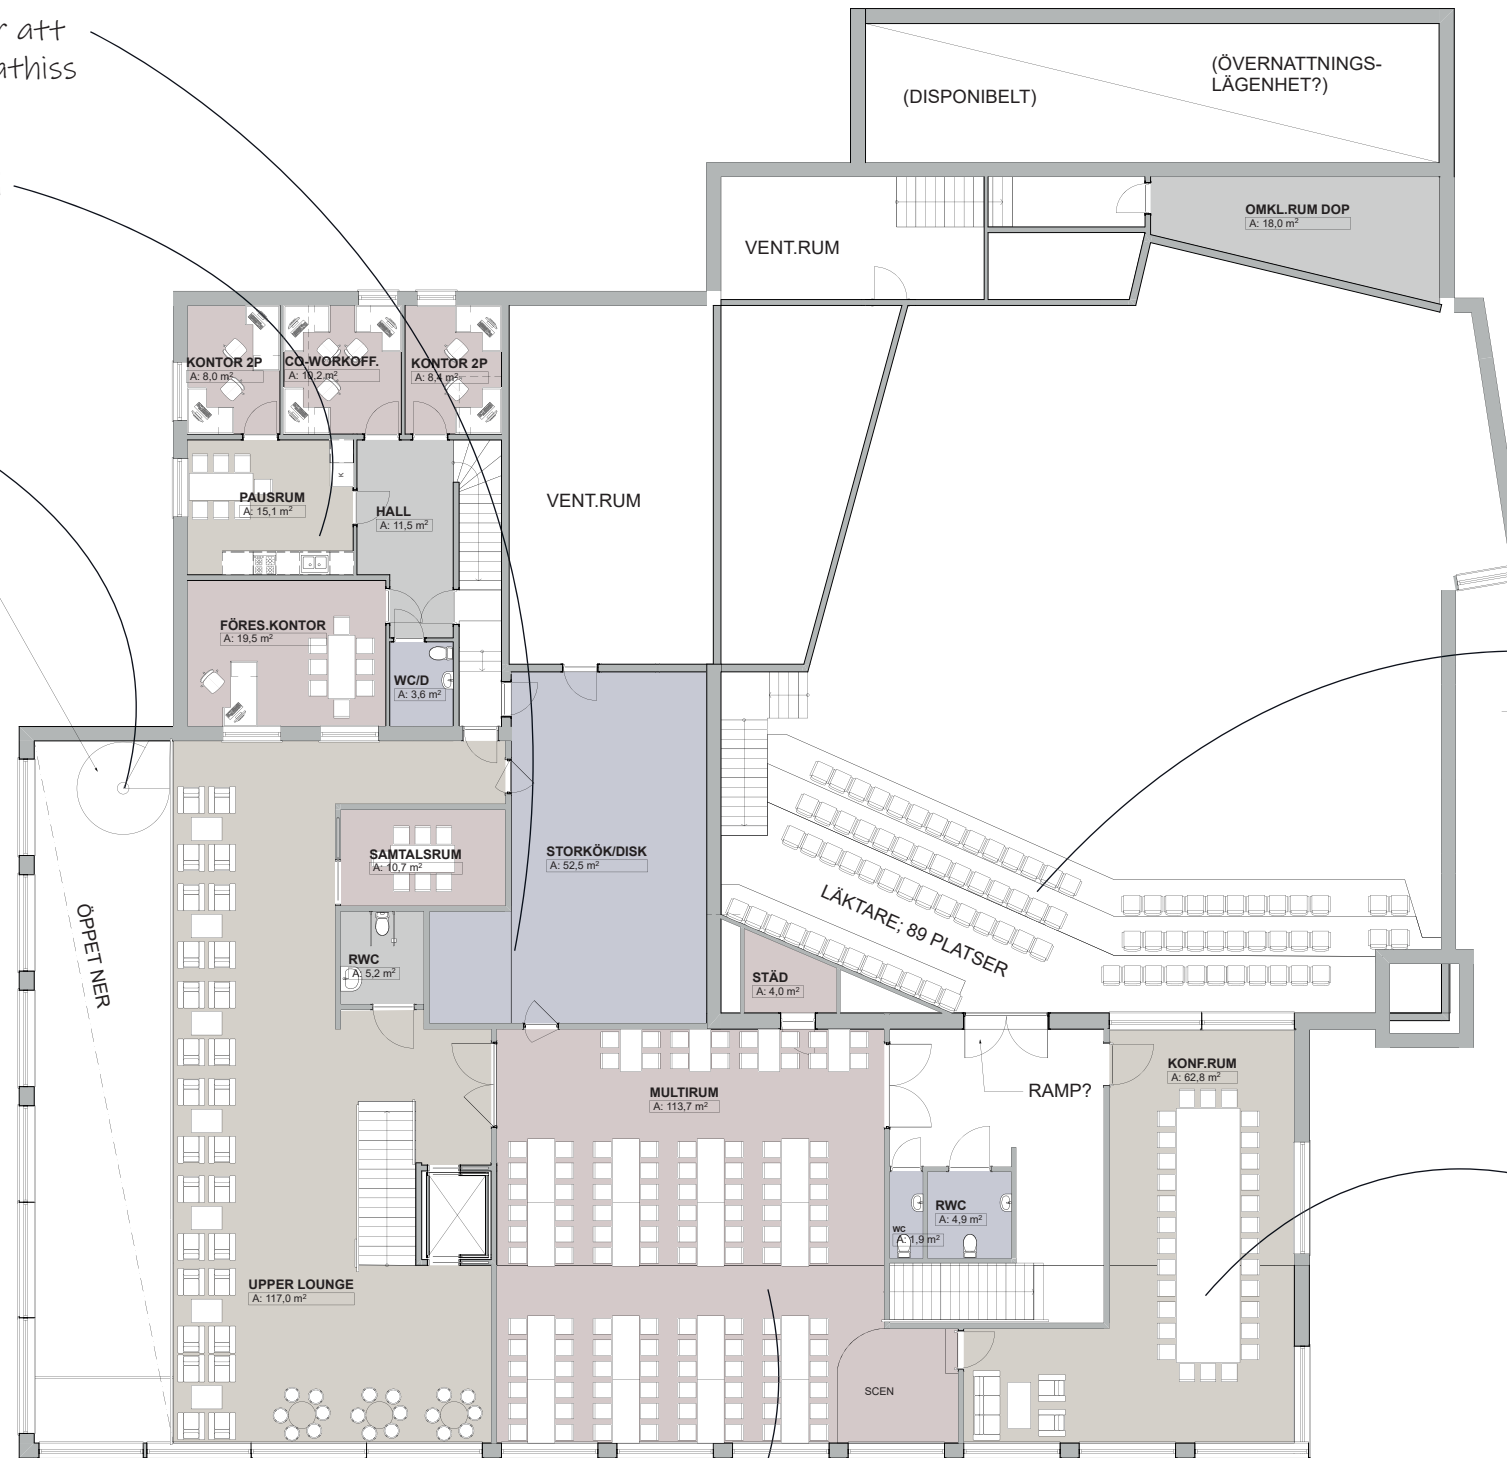 r att
athiss
(DISPONIBELT)
(ÖVERNATTNINGS-
LÄGENHET?)
OMKL.RUM DOP
A: 18,0 m²
VENT.RUM
KONTOR 2P
A: 8,0 m²
CO-WORKOFF.
A: 10,2 m²
KONTOR 2P
A: 8,4 m²
K
PAUSRUM
A: 15,1 m²
HALL
A: 11,5 m²
VENT.RUM
FÖRES.KONTOR
A: 19,5 m²
WC/D
A: 3,6 m²
SAMTALSRUM
A: 10,7 m²
STORKÖK/DISK
A: 52,5 m²
LÄKTARE; 89 PLATSER
ÖPPET NER
RWC
A: 5,2 m²
STÄD
A: 4,0 m²
MULTIRUM
A: 113,7 m²
RAMP?
KONF.RUM
A: 62,8 m²
RWC
A: 4,9 m²
WC
A: 1,9 m²
UPPER LOUNGE
A: 117,0 m²
SCEN